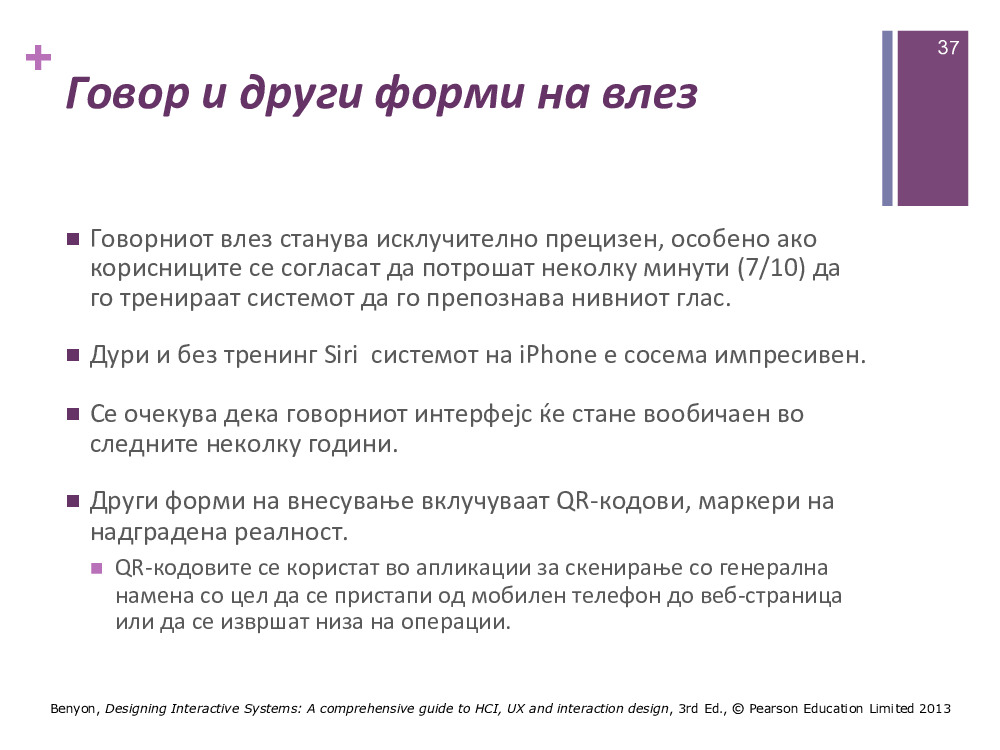 37
+
Говор и други форми на влез
Говорниот влез станува исклучително прецизен, особено ако
корисниците се согласат да потрошат неколку минути (7/10) да
го тренираат системот да го препознава нивниот глас.
Дури и без тренинг Siri системот на iPhone е сосема импресивен.
Се очекува дека говорниот интерфејс ќе стане вообичаен во
следните неколку години.
Други форми на внесување вклучуваат QR-кодови, маркери на
надградена реалност.
QR-кодовите се користат во апликации за скенирање со генерална
намена со цел да се пристапи од мобилен телефон до веб-страница
или да се извршат низа на операции.
Benyon, Designing Interactive Systems: A comprehensive guide to HCI, UX and interaction design, 3rd Ed., © Pearson Education Limited 2013